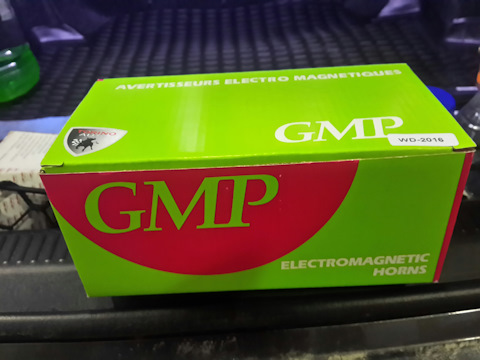 AVERTISSEURS ELECTRO MAGNETIQUES
GMP
WD-2016
GMP
ELECTROMAGNETIC
HORNS